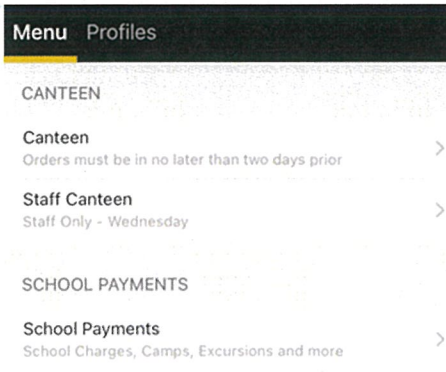 Menu Profiles
CANTEEN
Canteen
Orders must be in no later than two days prior
Staff Canteen
Staff Only - Wednesday
SCHOOL PAYMENTS
School Payments
School Charges, Camps, Excursions and more